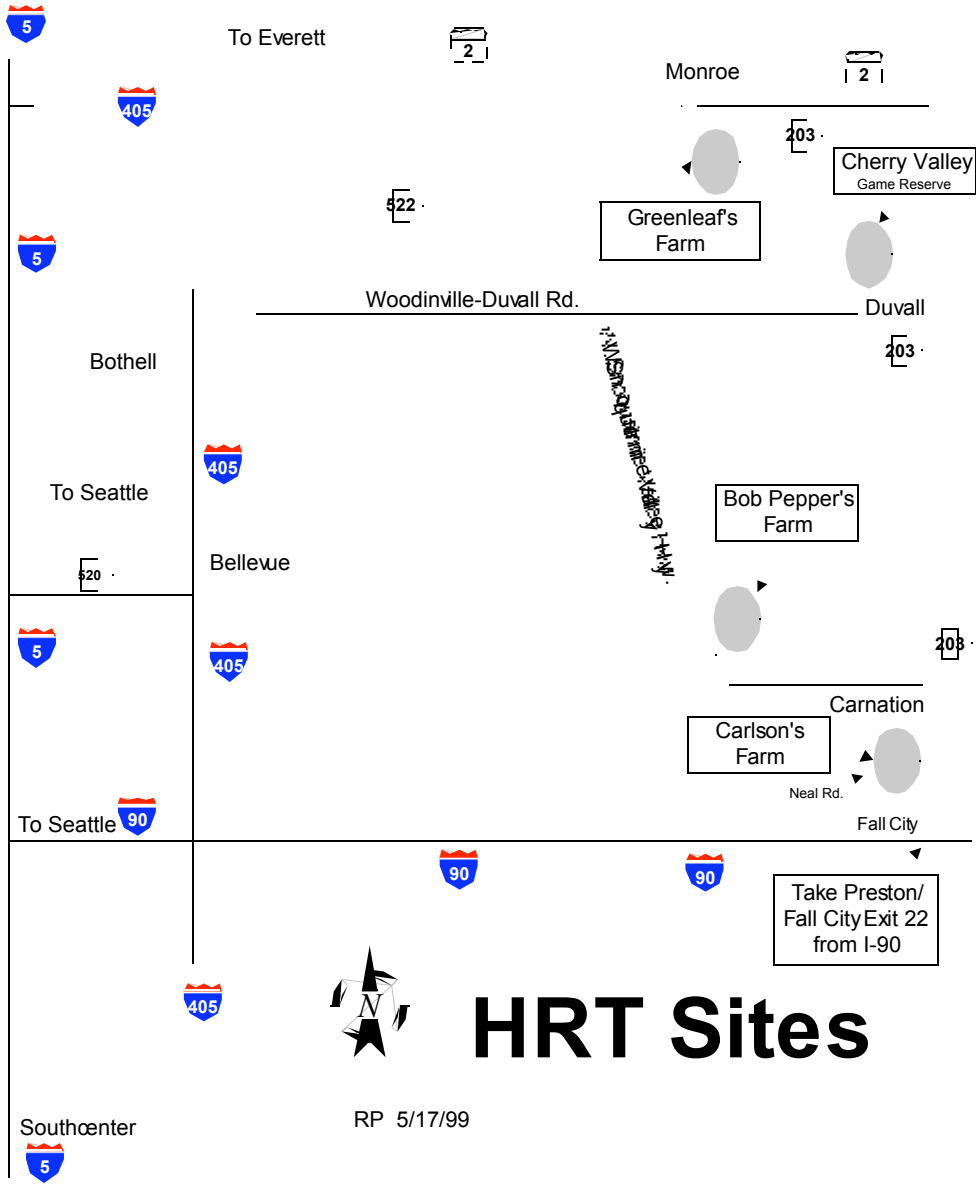 5
To Everett
2
Monroe
2
405
203
Cherry Valley
Game Reserve
522
Greenleaf's
Farm
5
Woodinville-Duvall Rd.
Duvall
203
Bothell
405
To Seattle
Bob Pepper's
Farm
520
Bellevue
5
405
203
Carnation
Carlson's
Farm
Neal Rd.
To Seattle
90
Fall City
90
90
Take Preston/
Fall City Exit 22
from I-90
405
N
HRT Sites
RP 5/17/99
Southcenter
5